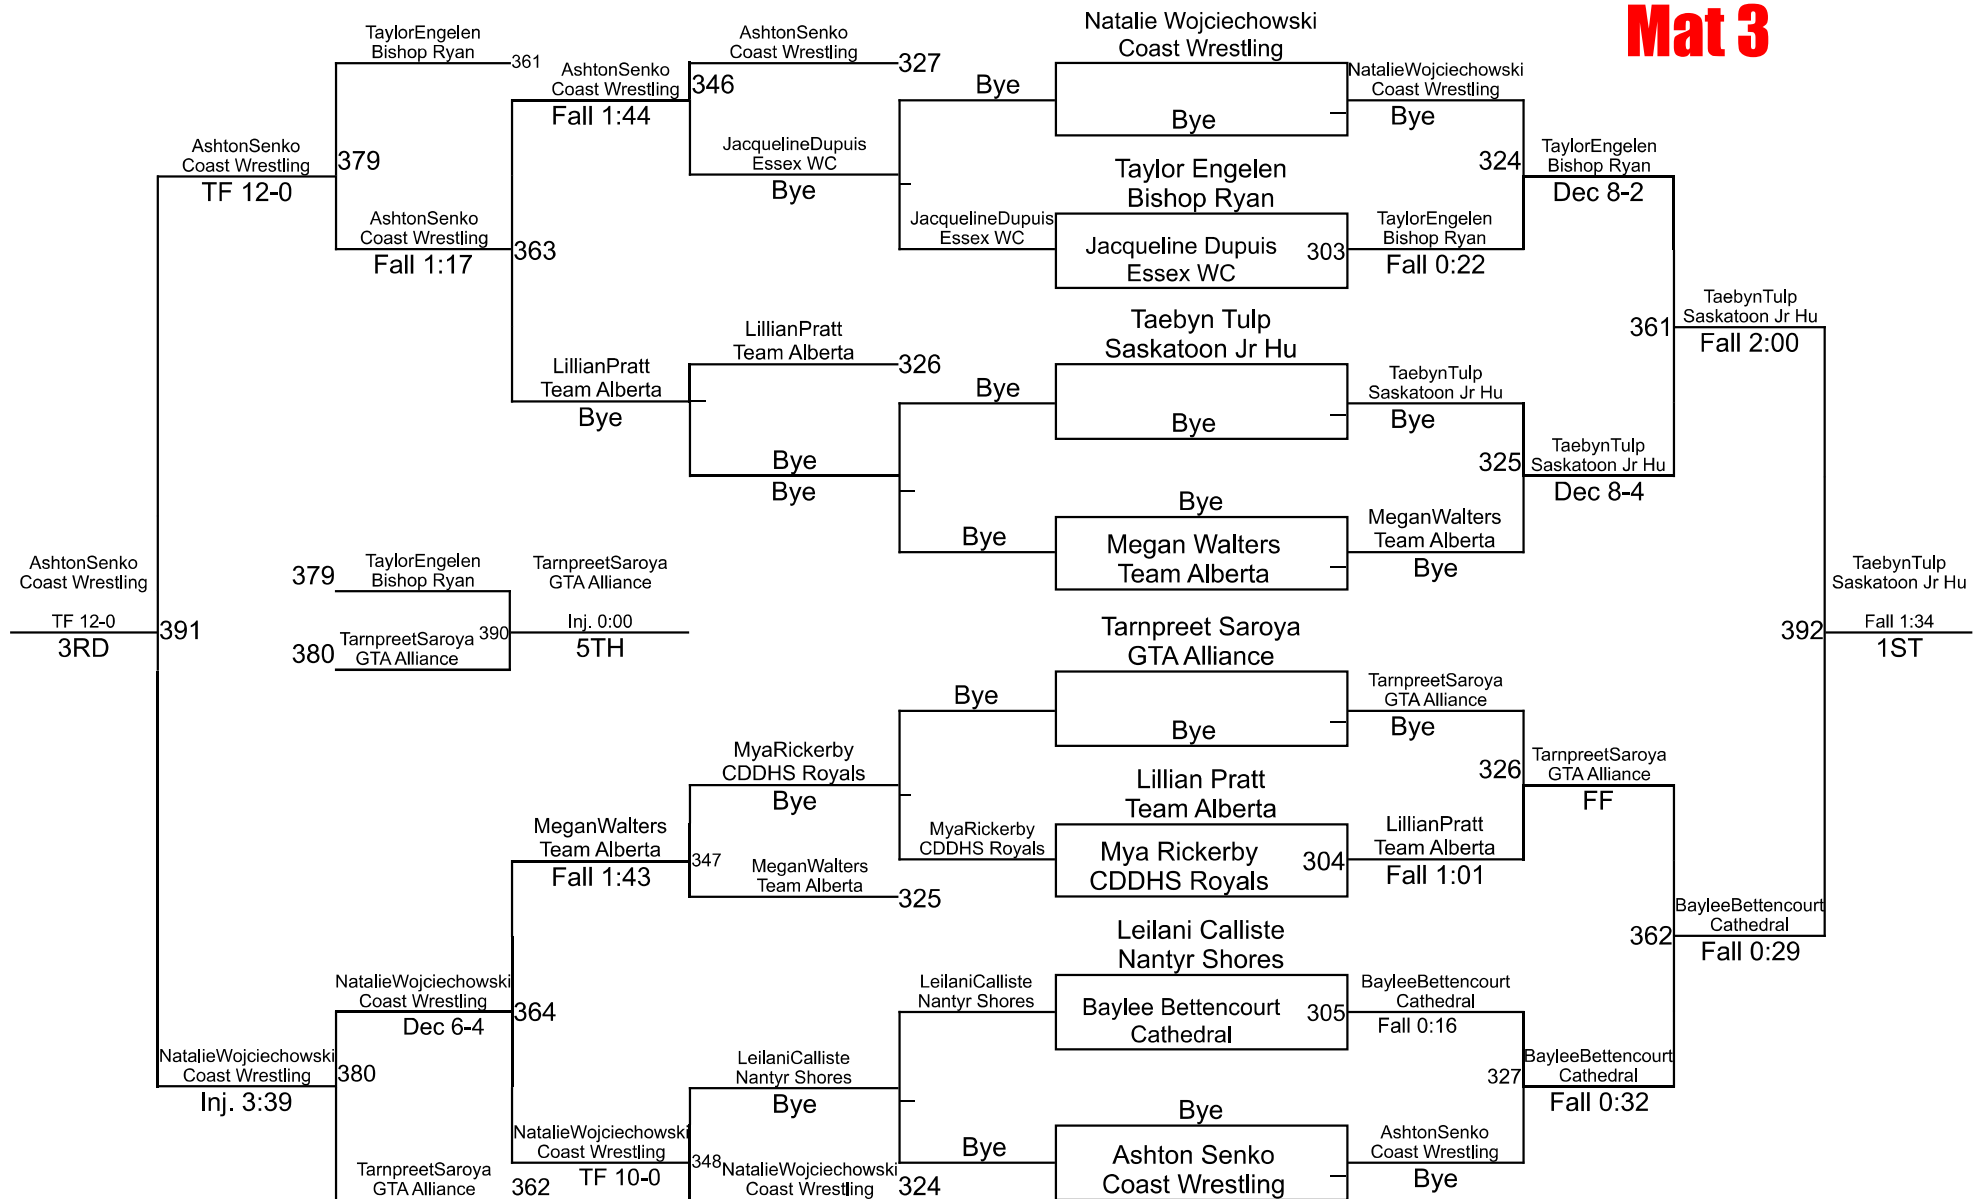 Mat 3
TaylorEngelen
Bishop Ryan
361
AshtonSenko
Coast Wrestling
Fall 1:44
346
AshtonSenko
Coast Wrestling
327
Bye
Natalie Wojciechowski
Coast Wrestling
Bye
NatalieWojciechowski
Coast Wrestling
Bye
AshtonSenko
Coast Wrestling
TF 12-0
379
JacquelineDupuis
Essex WC
Bye
Taylor Engelen
Bishop Ryan
324
TaylorEngelen
Bishop Ryan
Dec 8-2
AshtonSenko
Coast Wrestling
Fall 1:17
363
JacquelineDupuis
Essex WC
Jacqueline Dupuis
Essex WC
303
TaylorEngelen
Bishop Ryan
Fall 0:22
LillianPratt
Team Alberta
326
Taebyn Tulp
Saskatoon Jr Hu
361
TaebynTulp
Saskatoon Jr Hu
Fall 2:00
LillianPratt
Team Alberta
Bye
Bye
Bye
TaebynTulp
Saskatoon Jr Hu
Bye
Bye
Bye
325
TaebynTulp
Saskatoon Jr Hu
Dec 8-4
Bye
Bye
Megan Walters
Team Alberta
MeganWalters
Team Alberta
Bye
AshtonSenko
Coast Wrestling
TF 12-0
3RD
391
379
TaylorEngelen
Bishop Ryan
380
TarnpreetSaroya
GTA Alliance
390
TarnpreetSaroya
GTA Alliance
Inj. 0:00
5TH
392
TaebynTulp
Saskatoon Jr Hu
Fall 1:34
1ST
Tarnpreet Saroya
GTA Alliance
Bye
Bye
TarnpreetSaroya
GTA Alliance
Bye
MyaRickerby
CDDHS Royals
Bye
Lillian Pratt
Team Alberta
326
TarnpreetSaroya
GTA Alliance
FF
MeganWalters
Team Alberta
Fall 1:43
347
MeganWalters
Team Alberta
325
MyaRickerby
CDDHS Royals
Mya Rickerby
CDDHS Royals
304
LillianPratt
Team Alberta
Fall 1:01
Leilani Calliste
Nantyr Shores
362
BayleeBettencourt
Cathedral
Fall 0:29
NatalieWojciechowski
Coast Wrestling
Dec 6-4
364
LeilaniCalliste
Nantyr Shores
Baylee Bettencourt
Cathedral
305
BayleeBettencourt
Cathedral
Fall 0:16
NatalieWojciechowski
Coast Wrestling
Inj. 3:39
380
LeilaniCalliste
Nantyr Shores
Bye
327
BayleeBettencourt
Cathedral
Fall 0:32
Bye
NatalieWojciechowski
Coast Wrestling
TF 10-0
348
Bye
Ashton Senko
Coast Wrestling
AshtonSenko
Coast Wrestling
Bye
TarnpreetSaroya
GTA Alliance
362
NatalieWojciechowski
Coast Wrestling
324